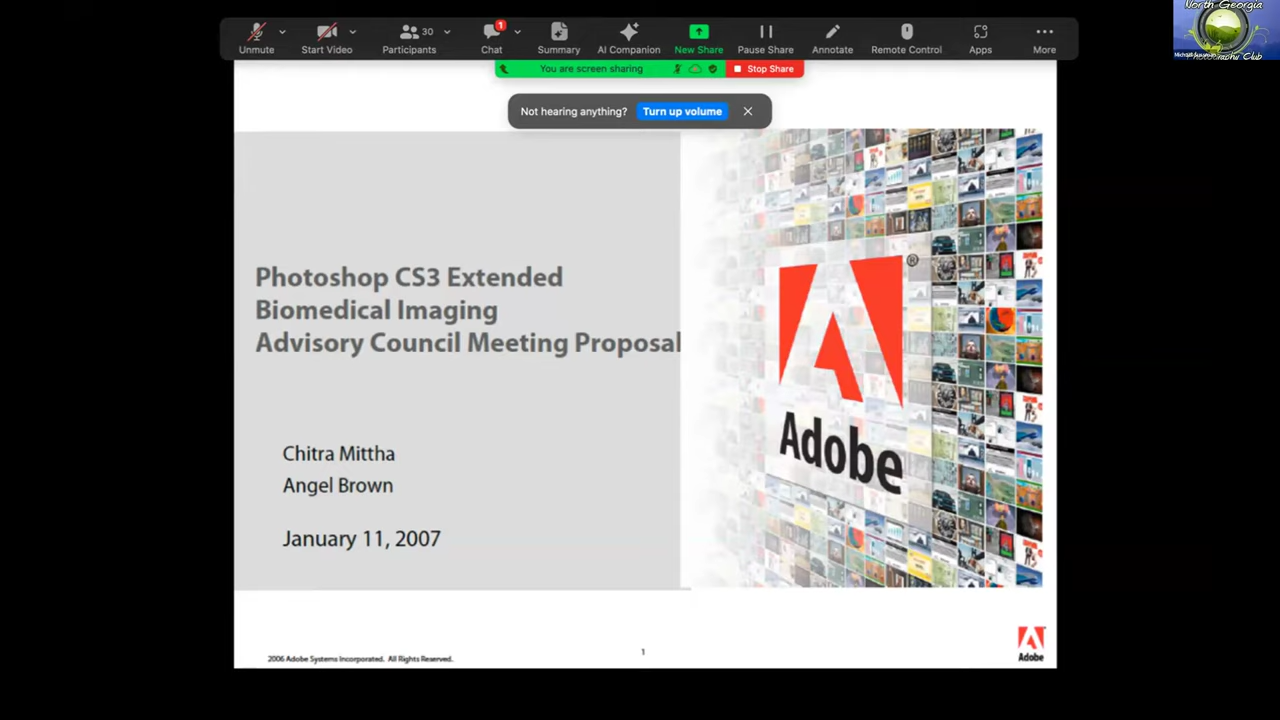 North Georgia
Photography Club
30
1
Unmute
Start Video
Participants
Chat
Summary
AI Companion
New Share
Pause Share
Annotate
Remote Control
Apps
More
You are screen sharing
Stop Share
Not hearing anything?
Turn up volume
Photoshop CS3 Extended
Biomedical Imaging
Advisory Council Meeting Proposal
Chitra Mittha
Angel Brown
January 11, 2007
®
Adobe
2006 Adobe Systems Incorporated. All Rights Reserved.
1
Adobe